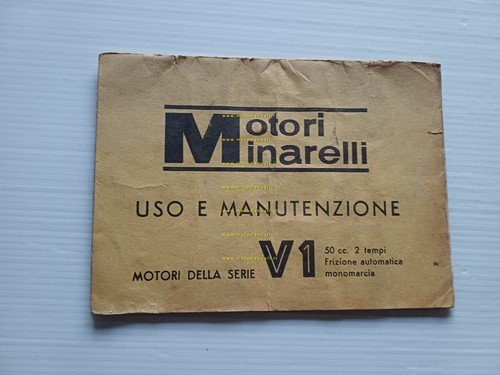 Motori
Minarelli
USO E MANUTENZIONE
MOTORI DELLA SERIE V1
50 cc. 2 tempi
Frizione automatica
monomarcia